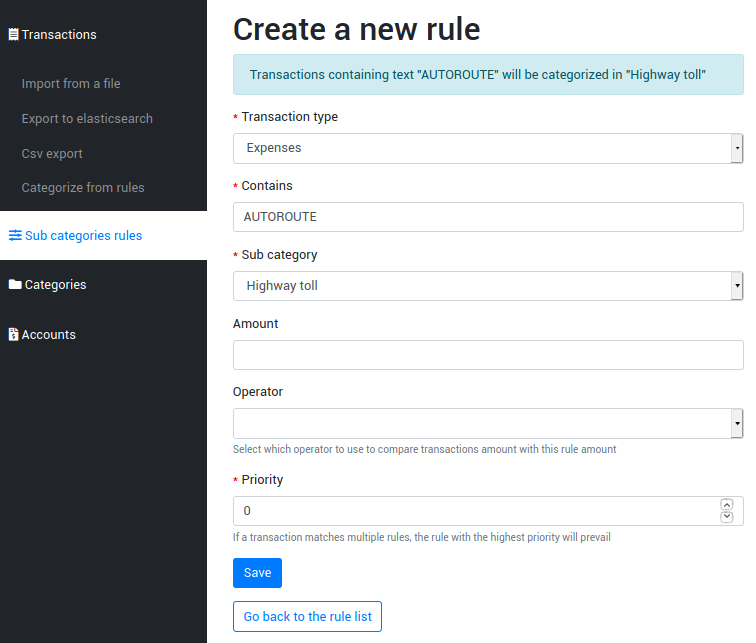 Transactions
Import from a file
Export to elasticsearch
Csv export
Categorize from rules
Sub categories rules
Categories
Accounts
Create a new rule
Transactions containing text "AUTOROUTE" will be categorized in "Highway toll"
* Transaction type
Expenses
* Contains
AUTOROUTE
* Sub category
Highway toll
Amount
Operator
Select which operator to use to compare transactions amount with this rule amount
* Priority
0
If a transaction matches multiple rules, the rule with the highest priority will prevail
Save
Go back to the rule list